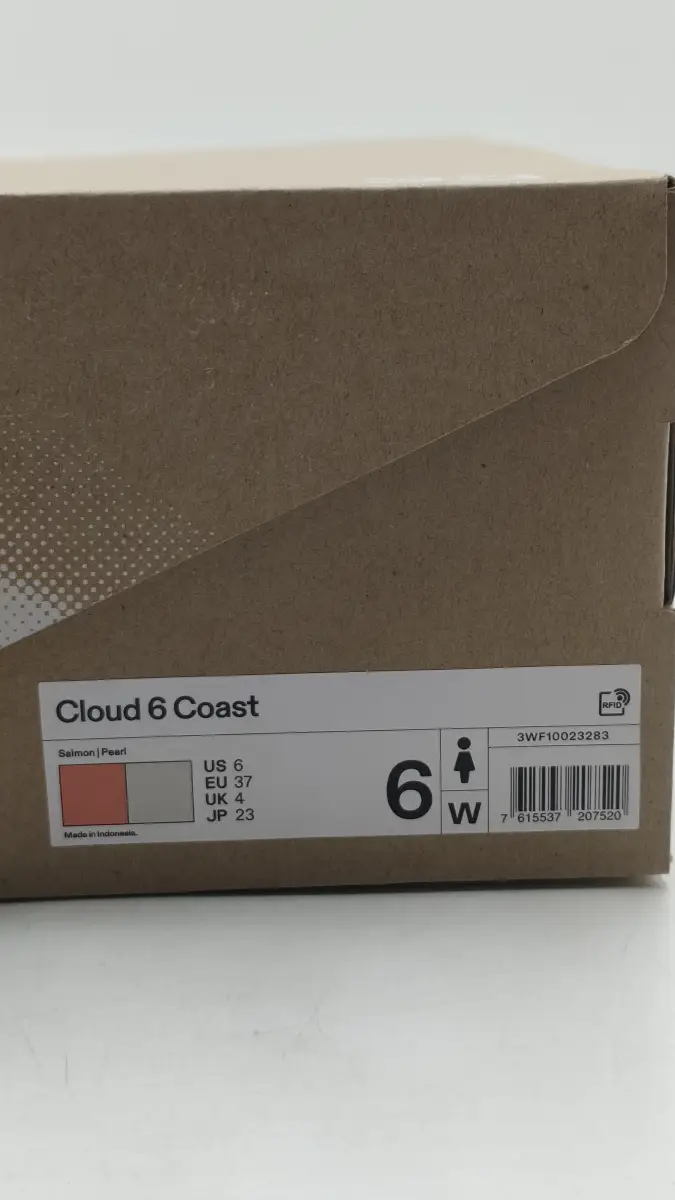 Cloud 6 Coast
RFID
Salmon | Pearl
US 6
EU 37
UK 4
JP 23
Made in Indonesia.
6
W
3WF10023283
7 615537 207520